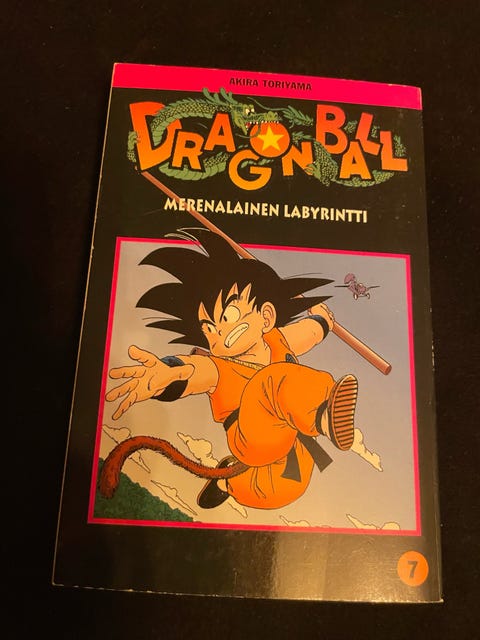 AKIRA TORIYAMA
DRAGON BALL
MERENALAINEN LABYRINTTI
7